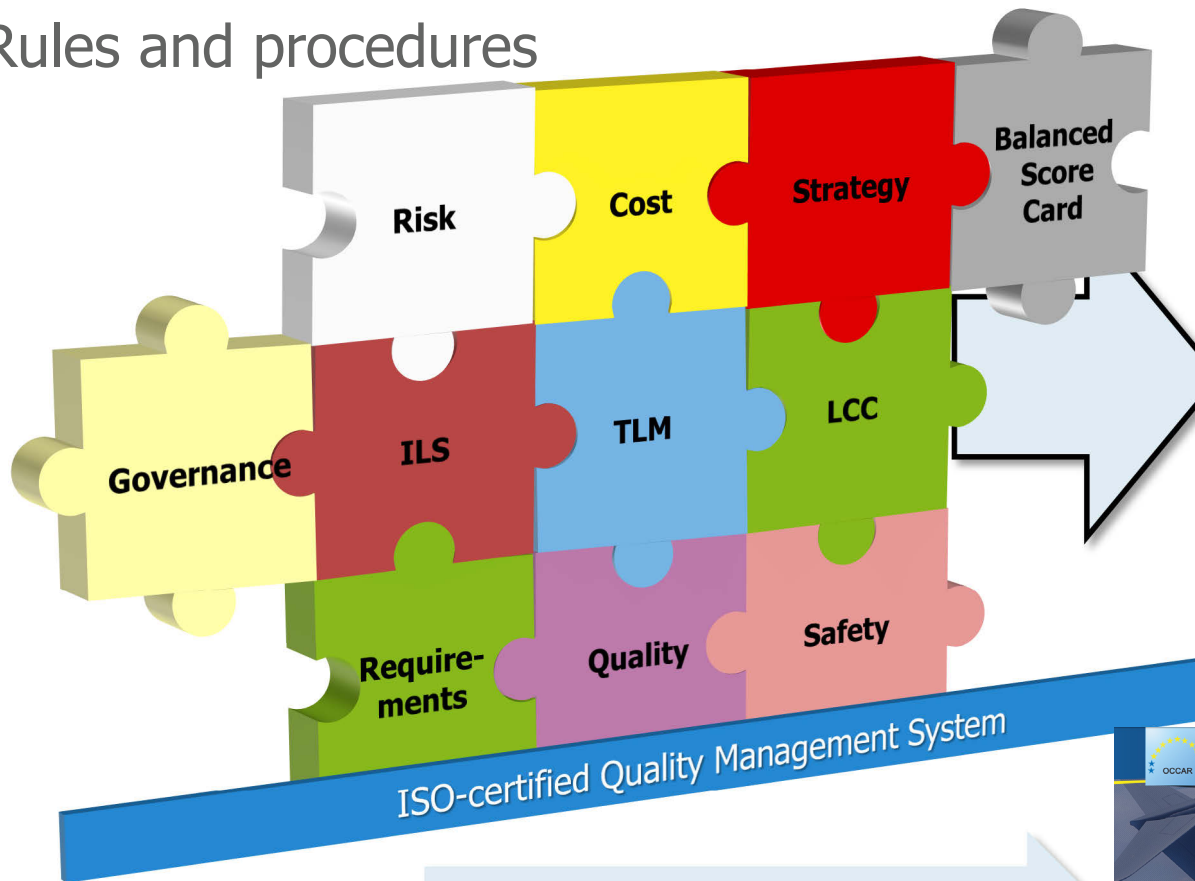 Rules and procedures
Risk
Cost
Strategy
Balanced
Score
Card
Governance
ILS
TLM
LCC
Require-
ments
Quality
Safety
ISO-certified Quality Management System
OCCAR